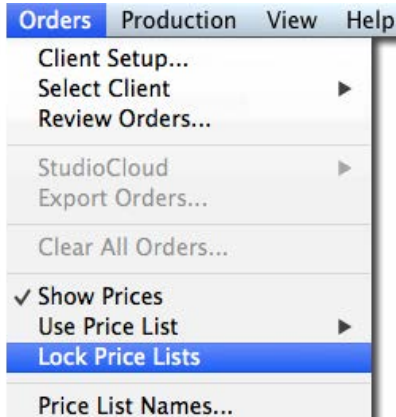 Orders Production View Help
Client Setup...
Select Client
Review Orders...
StudioCloud
Export Orders...
Clear All Orders...
Show Prices
Use Price List
Lock Price Lists
Price List Names...